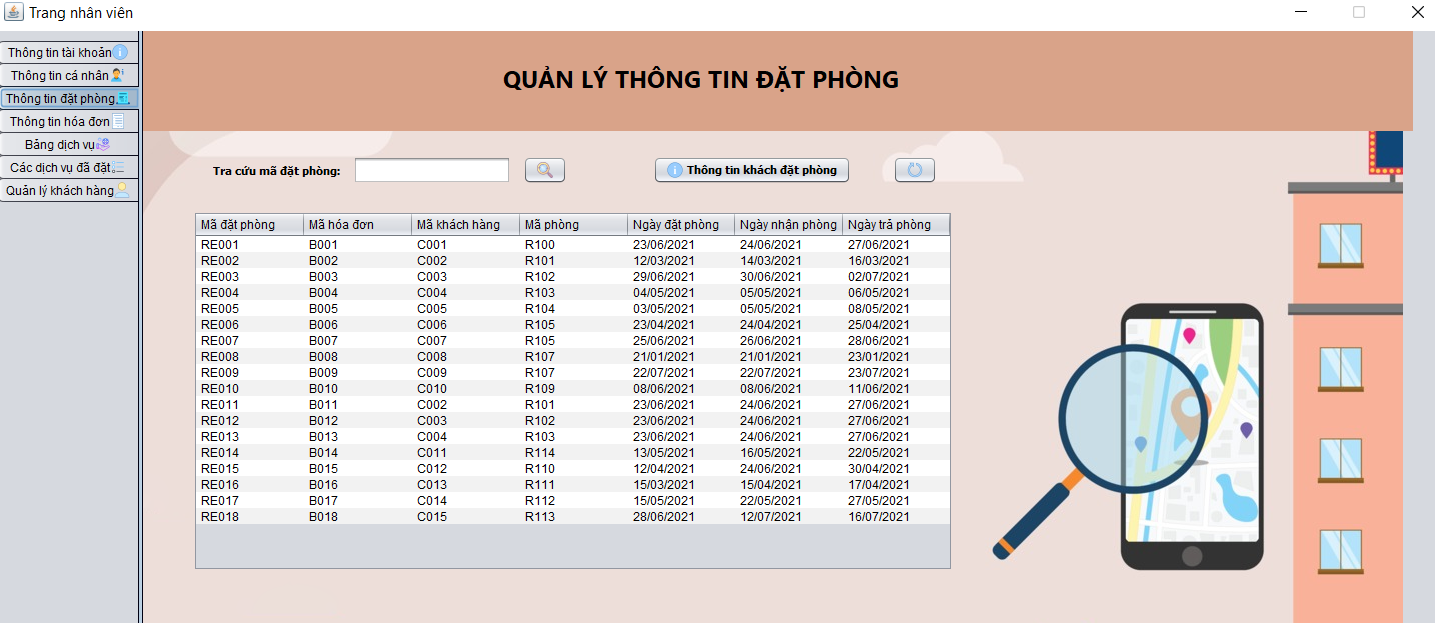 Trang nhân viên
Thông tin tài khoản
Thông tin cá nhân
Thông tin đặt phòng
Thông tin hóa đơn
Bảng dịch vụ
Các dịch vụ đã đặt
Quản lý khách hàng
QUẢN LÝ THÔNG TIN ĐẶT PHÒNG
Tra cứu mã đặt phòng: Thông tin khách đặt phòng
Mã đặt phòng Mã hóa đơn Mã khách hàng Mã phòng Ngày đặt phòng Ngày nhận phòng Ngày trả phòng
RE001 B001 C001 R100 23/06/2021 24/06/2021 27/06/2021
RE002 B002 C002 R101 12/03/2021 14/03/2021 16/03/2021
RE003 B003 C003 R102 29/06/2021 30/06/2021 02/07/2021
RE004 B004 C004 R103 04/05/2021 05/05/2021 06/05/2021
RE005 B005 C005 R104 03/05/2021 05/05/2021 08/05/2021
RE006 B006 C006 R105 23/04/2021 24/04/2021 25/04/2021
RE007 B007 C007 R105 25/06/2021 26/06/2021 28/06/2021
RE008 B008 C008 R107 21/01/2021 21/01/2021 23/01/2021
RE009 B009 C009 R107 22/07/2021 22/07/2021 23/07/2021
RE010 B010 C010 R109 08/06/2021 08/06/2021 11/06/2021
RE011 B011 C002 R101 23/06/2021 24/06/2021 27/06/2021
RE012 B012 C003 R102 23/06/2021 24/06/2021 27/06/2021
RE013 B013 C004 R103 23/06/2021 24/06/2021 27/06/2021
RE014 B014 C011 R114 13/05/2021 16/05/2021 22/05/2021
RE015 B015 C012 R110 12/04/2021 24/06/2021 30/04/2021
RE016 B016 C013 R111 15/03/2021 15/04/2021 17/04/2021
RE017 B017 C014 R112 15/05/2021 22/05/2021 27/05/2021
RE018 B018 C015 R113 28/06/2021 12/07/2021 16/07/2021